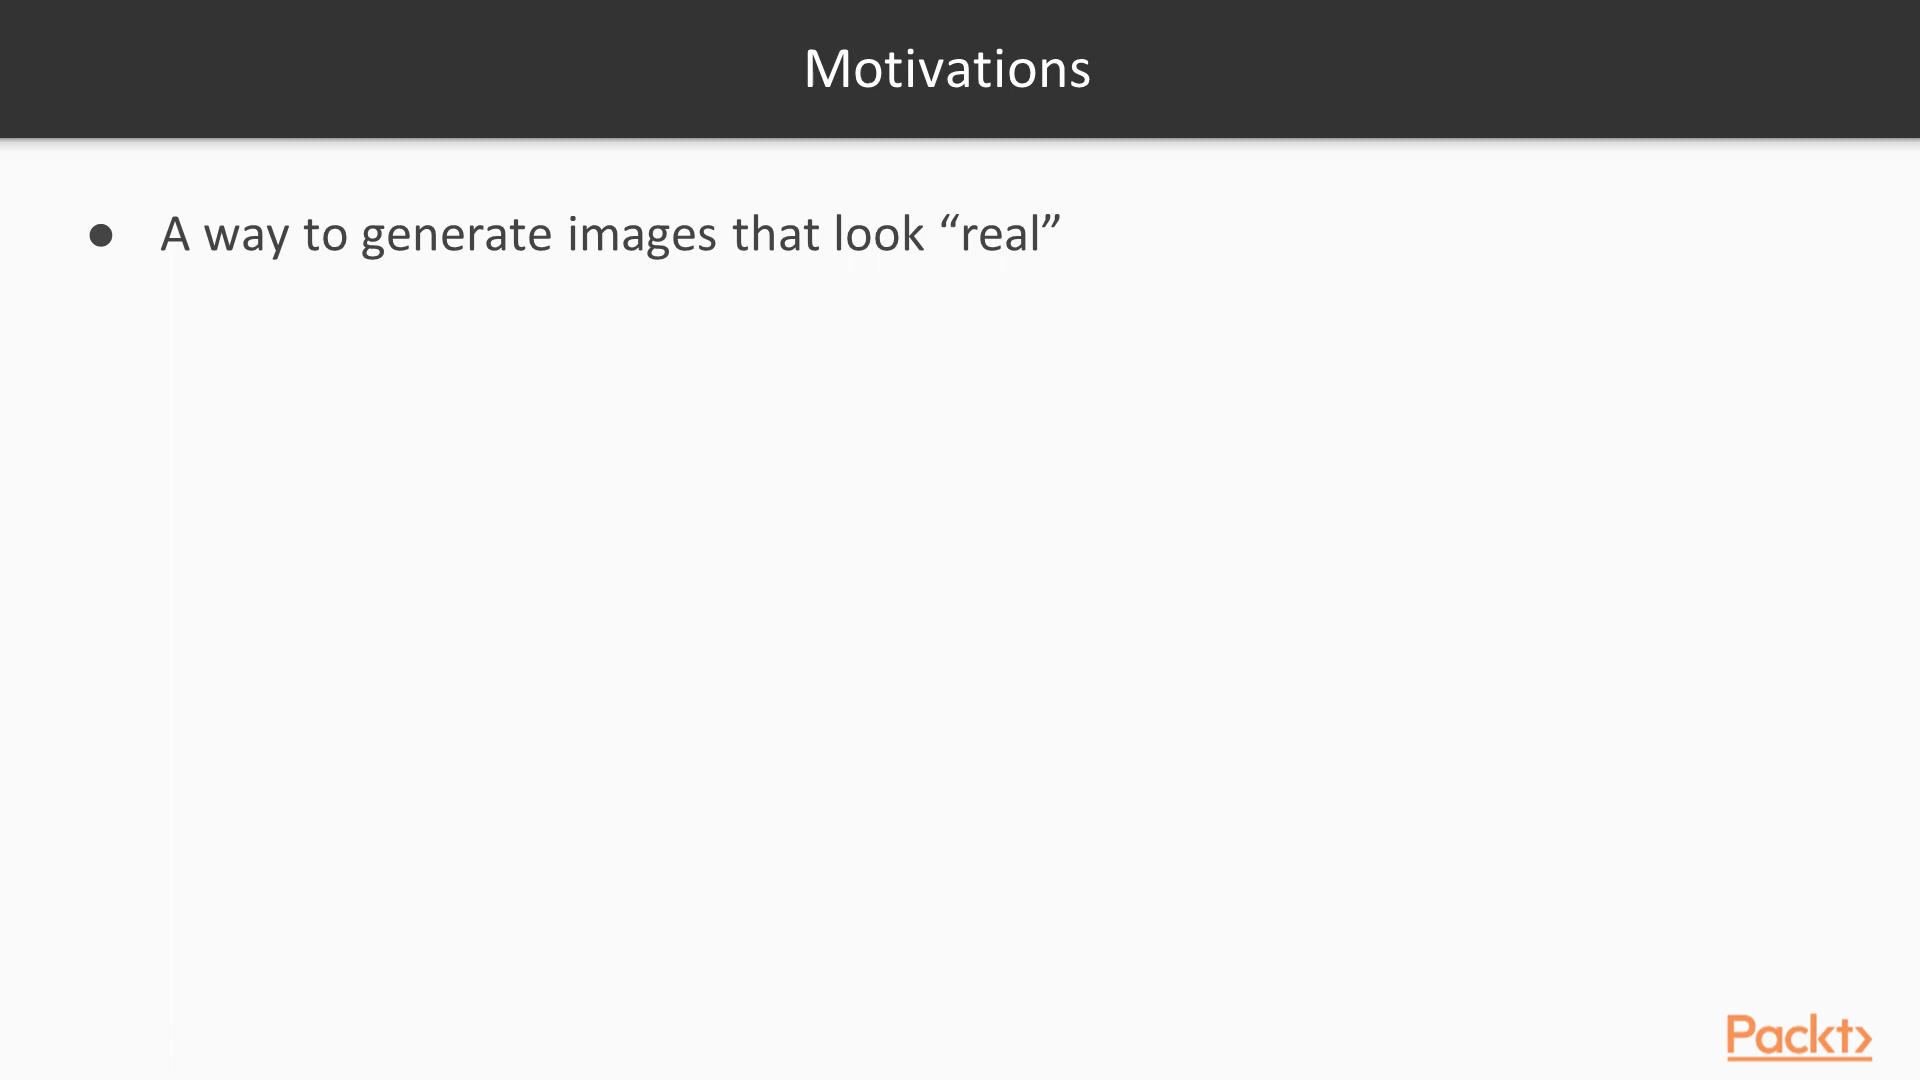 Motivations
● A way to generate images that look “real”
Packt>